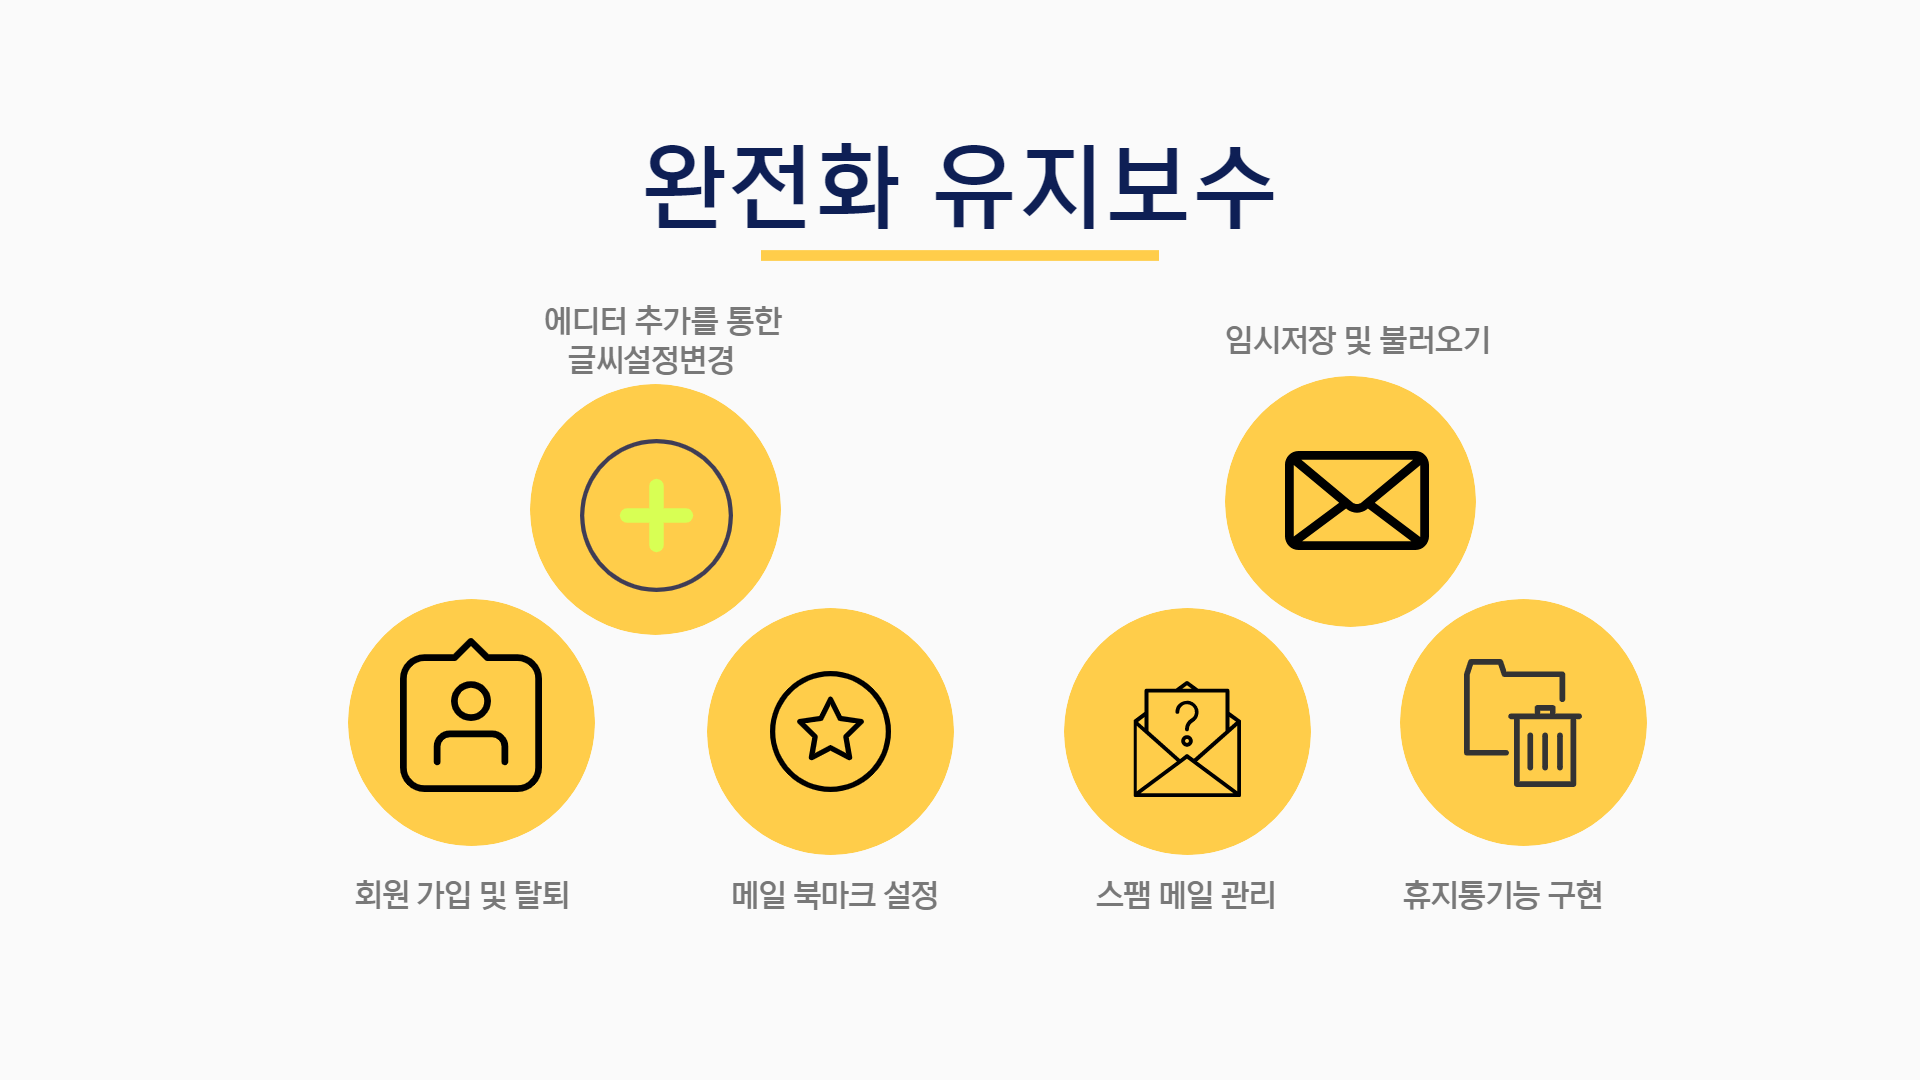 완전화 유지보수
에디터 추가를 통한
글씨설정변경
임시저장 및 불러오기
회원 가입 및 탈퇴
메일 북마크 설정
스팸 메일 관리
휴지통기능 구현